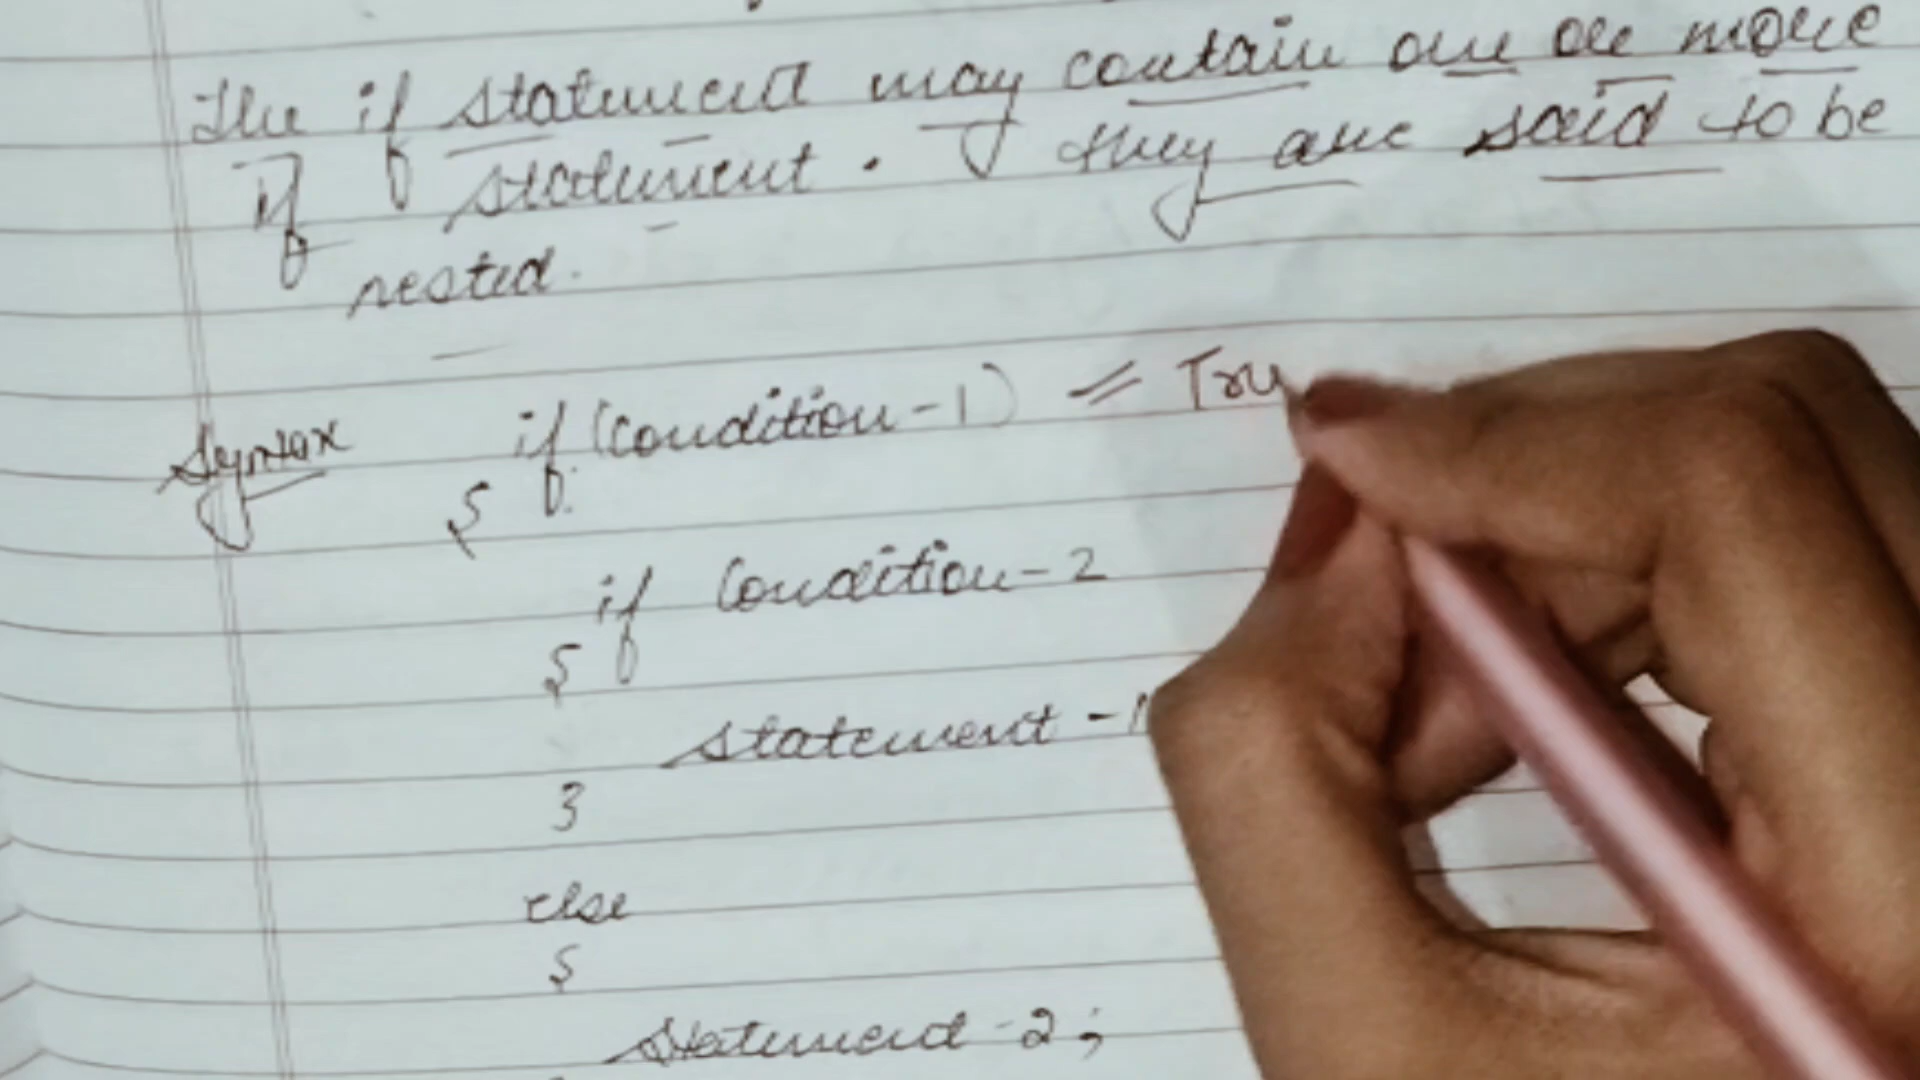 The if statement may contain one or more
if statement. They are said to be
nested.
Syntax if (Condition-1) = Tru
{
if Condition-2
{
statement-1
}
else
{
Statement-2;